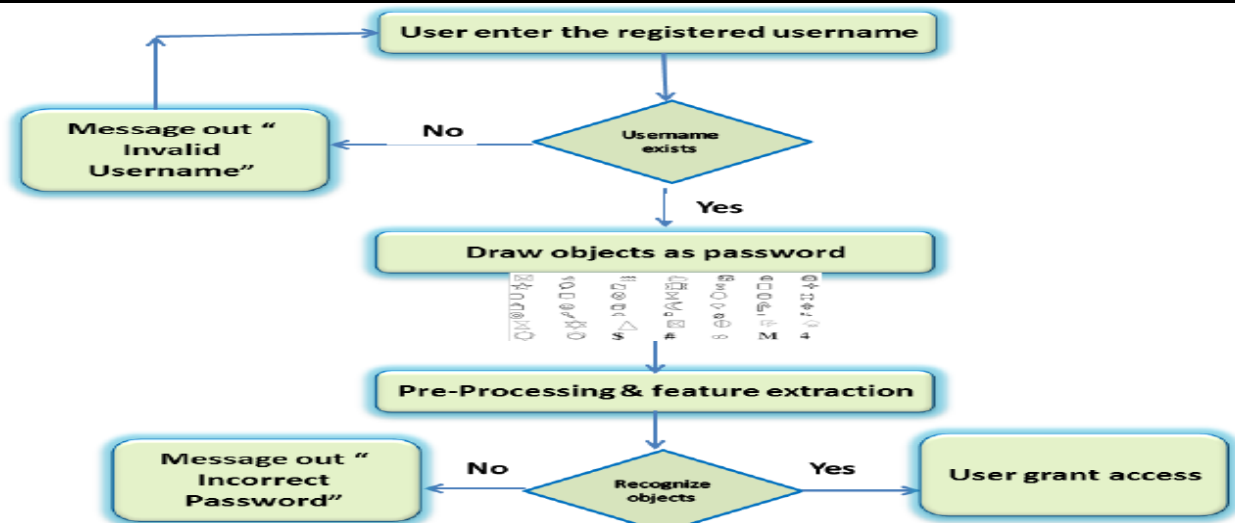 User enter the registered username
Message out “
Invalid
Username”
No
Username
exists
Yes
Draw objects as password
$ # 8 M 4
Pre-Processing & feature extraction
Message out “
Incorrect
Password”
No
Recognize
objects
Yes
User grant access